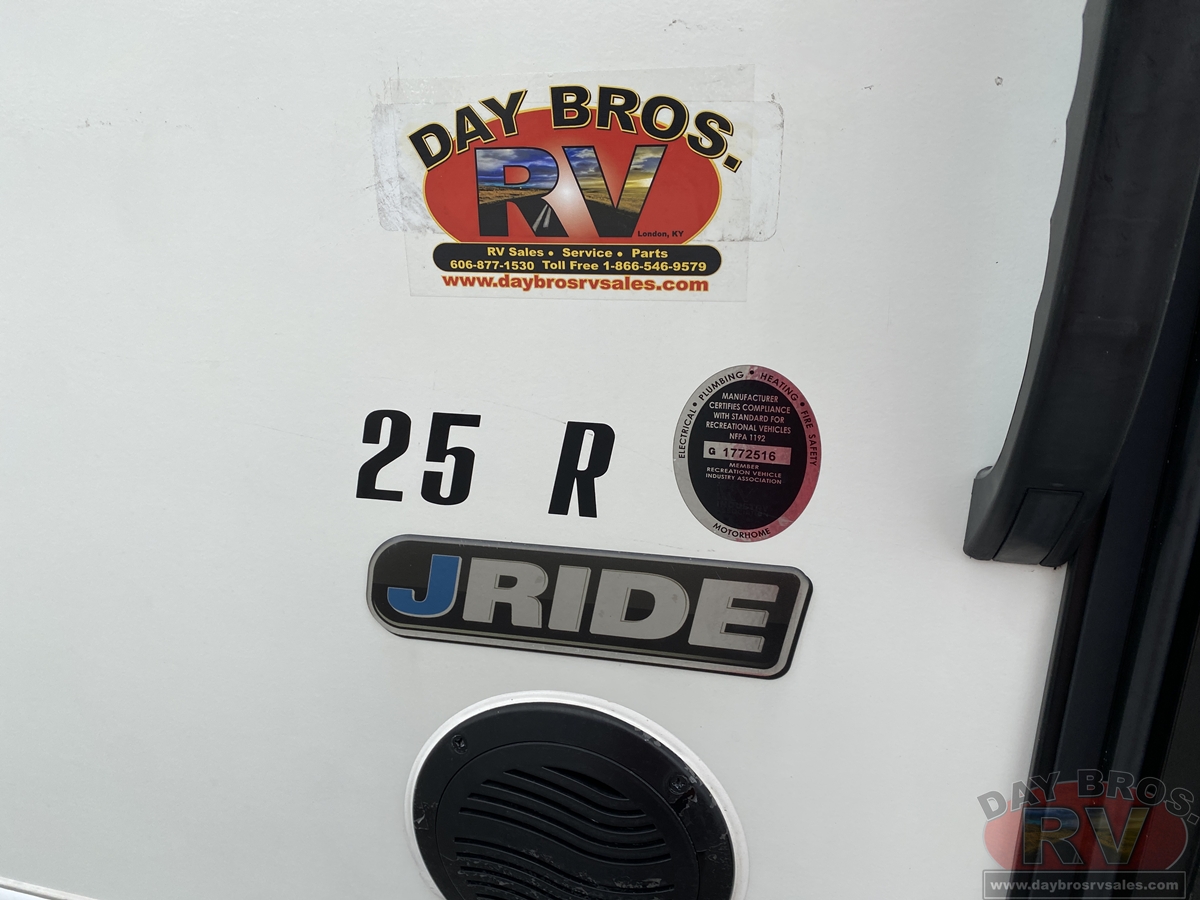 DAY BROS.
RV
London, KY
RV Sales • Service • Parts
606-877-1530 Toll Free 1-866-546-9579
www.daybrosrvsales.com
25 R
ELECTRICAL • PLUMBING • HEATING • FIRE SAFETY
MANUFACTURER
CERTIFIES COMPLIANCE
WITH STANDARD FOR
RECREATIONAL VEHICLES
NFPA 1192
G 1772516
MEMBER
RECREATION VEHICLE
INDUSTRY ASSOCIATION
MOTORHOME
JRIDE
DAY BROS.
RV
www.daybrosrvsales.com